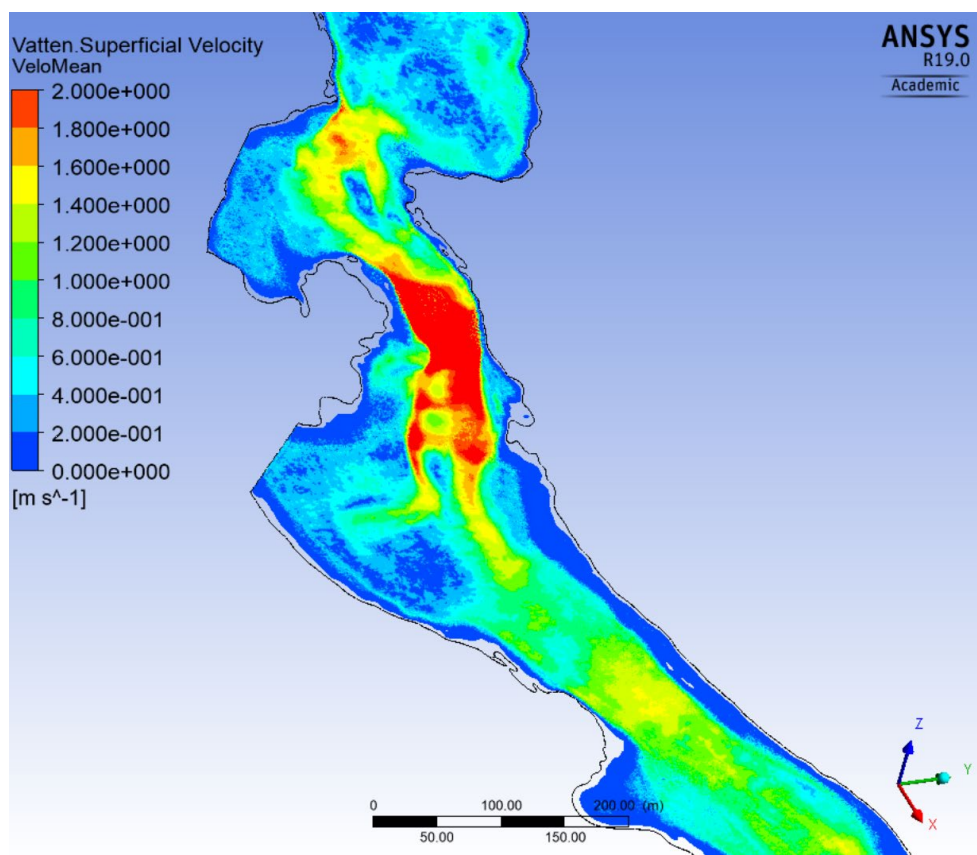 Vatten.Superficial Velocity
VeloMean
2.000e+000
1.800e+000
1.600e+000
1.400e+000
1.200e+000
1.000e+000
8.000e-001
6.000e-001
4.000e-001
2.000e-001
0.000e+000
[m s^-1]
ANSYS
R19.0
Academic
0 100.00 200.00 (m)
50.00 150.00
Z
Y
X